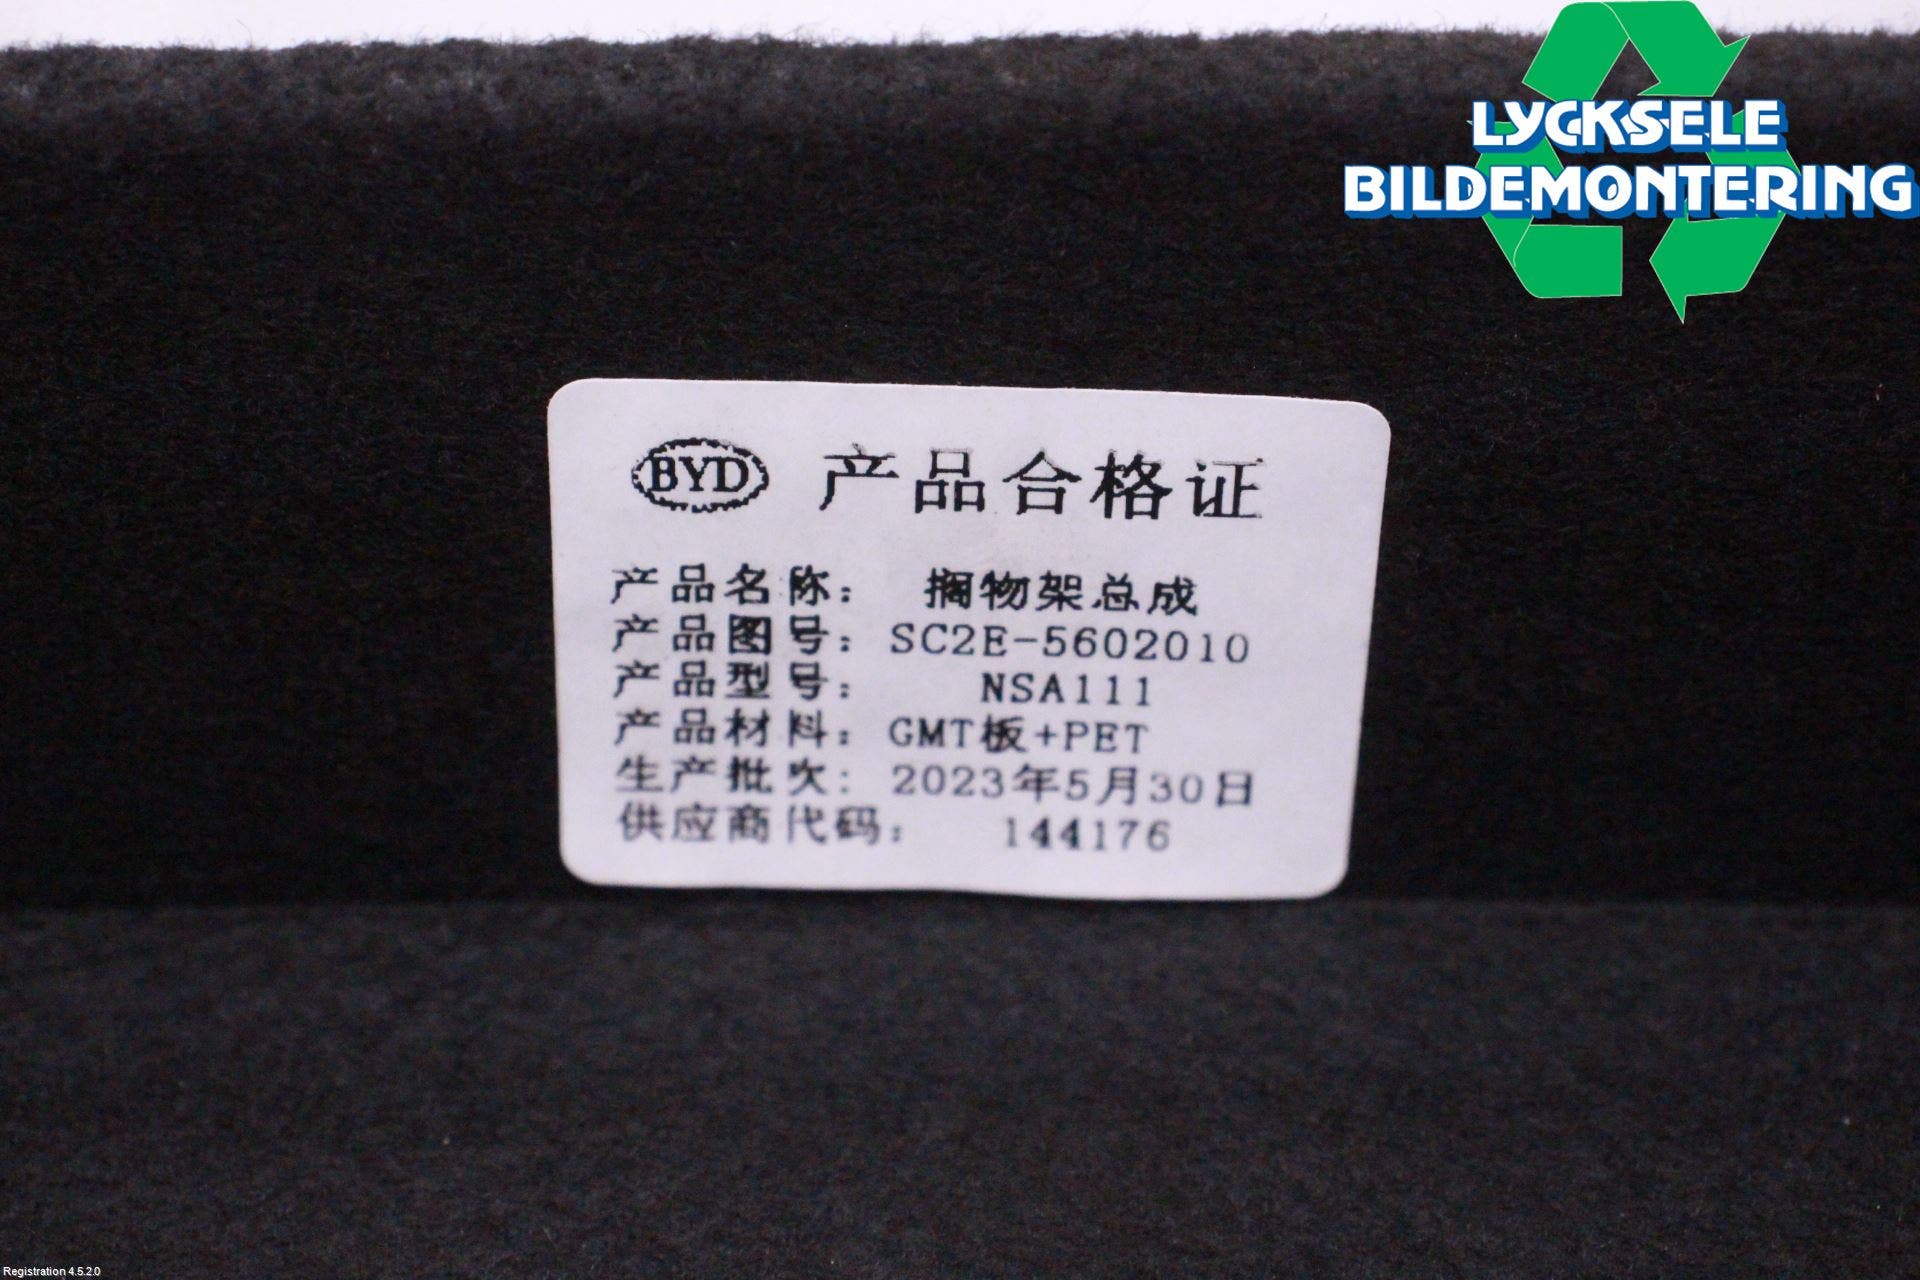 LYCKSELE
BILDEMONTERING
BYD 产品合格证
产品名称： 搁物架总成
产品图号：SC2E-5602010
产品型号： NSA111
产品材料：GMT板+PET
生产批次：2023年5月30日
供应商代码： 144176
Registration 4.5.2.0